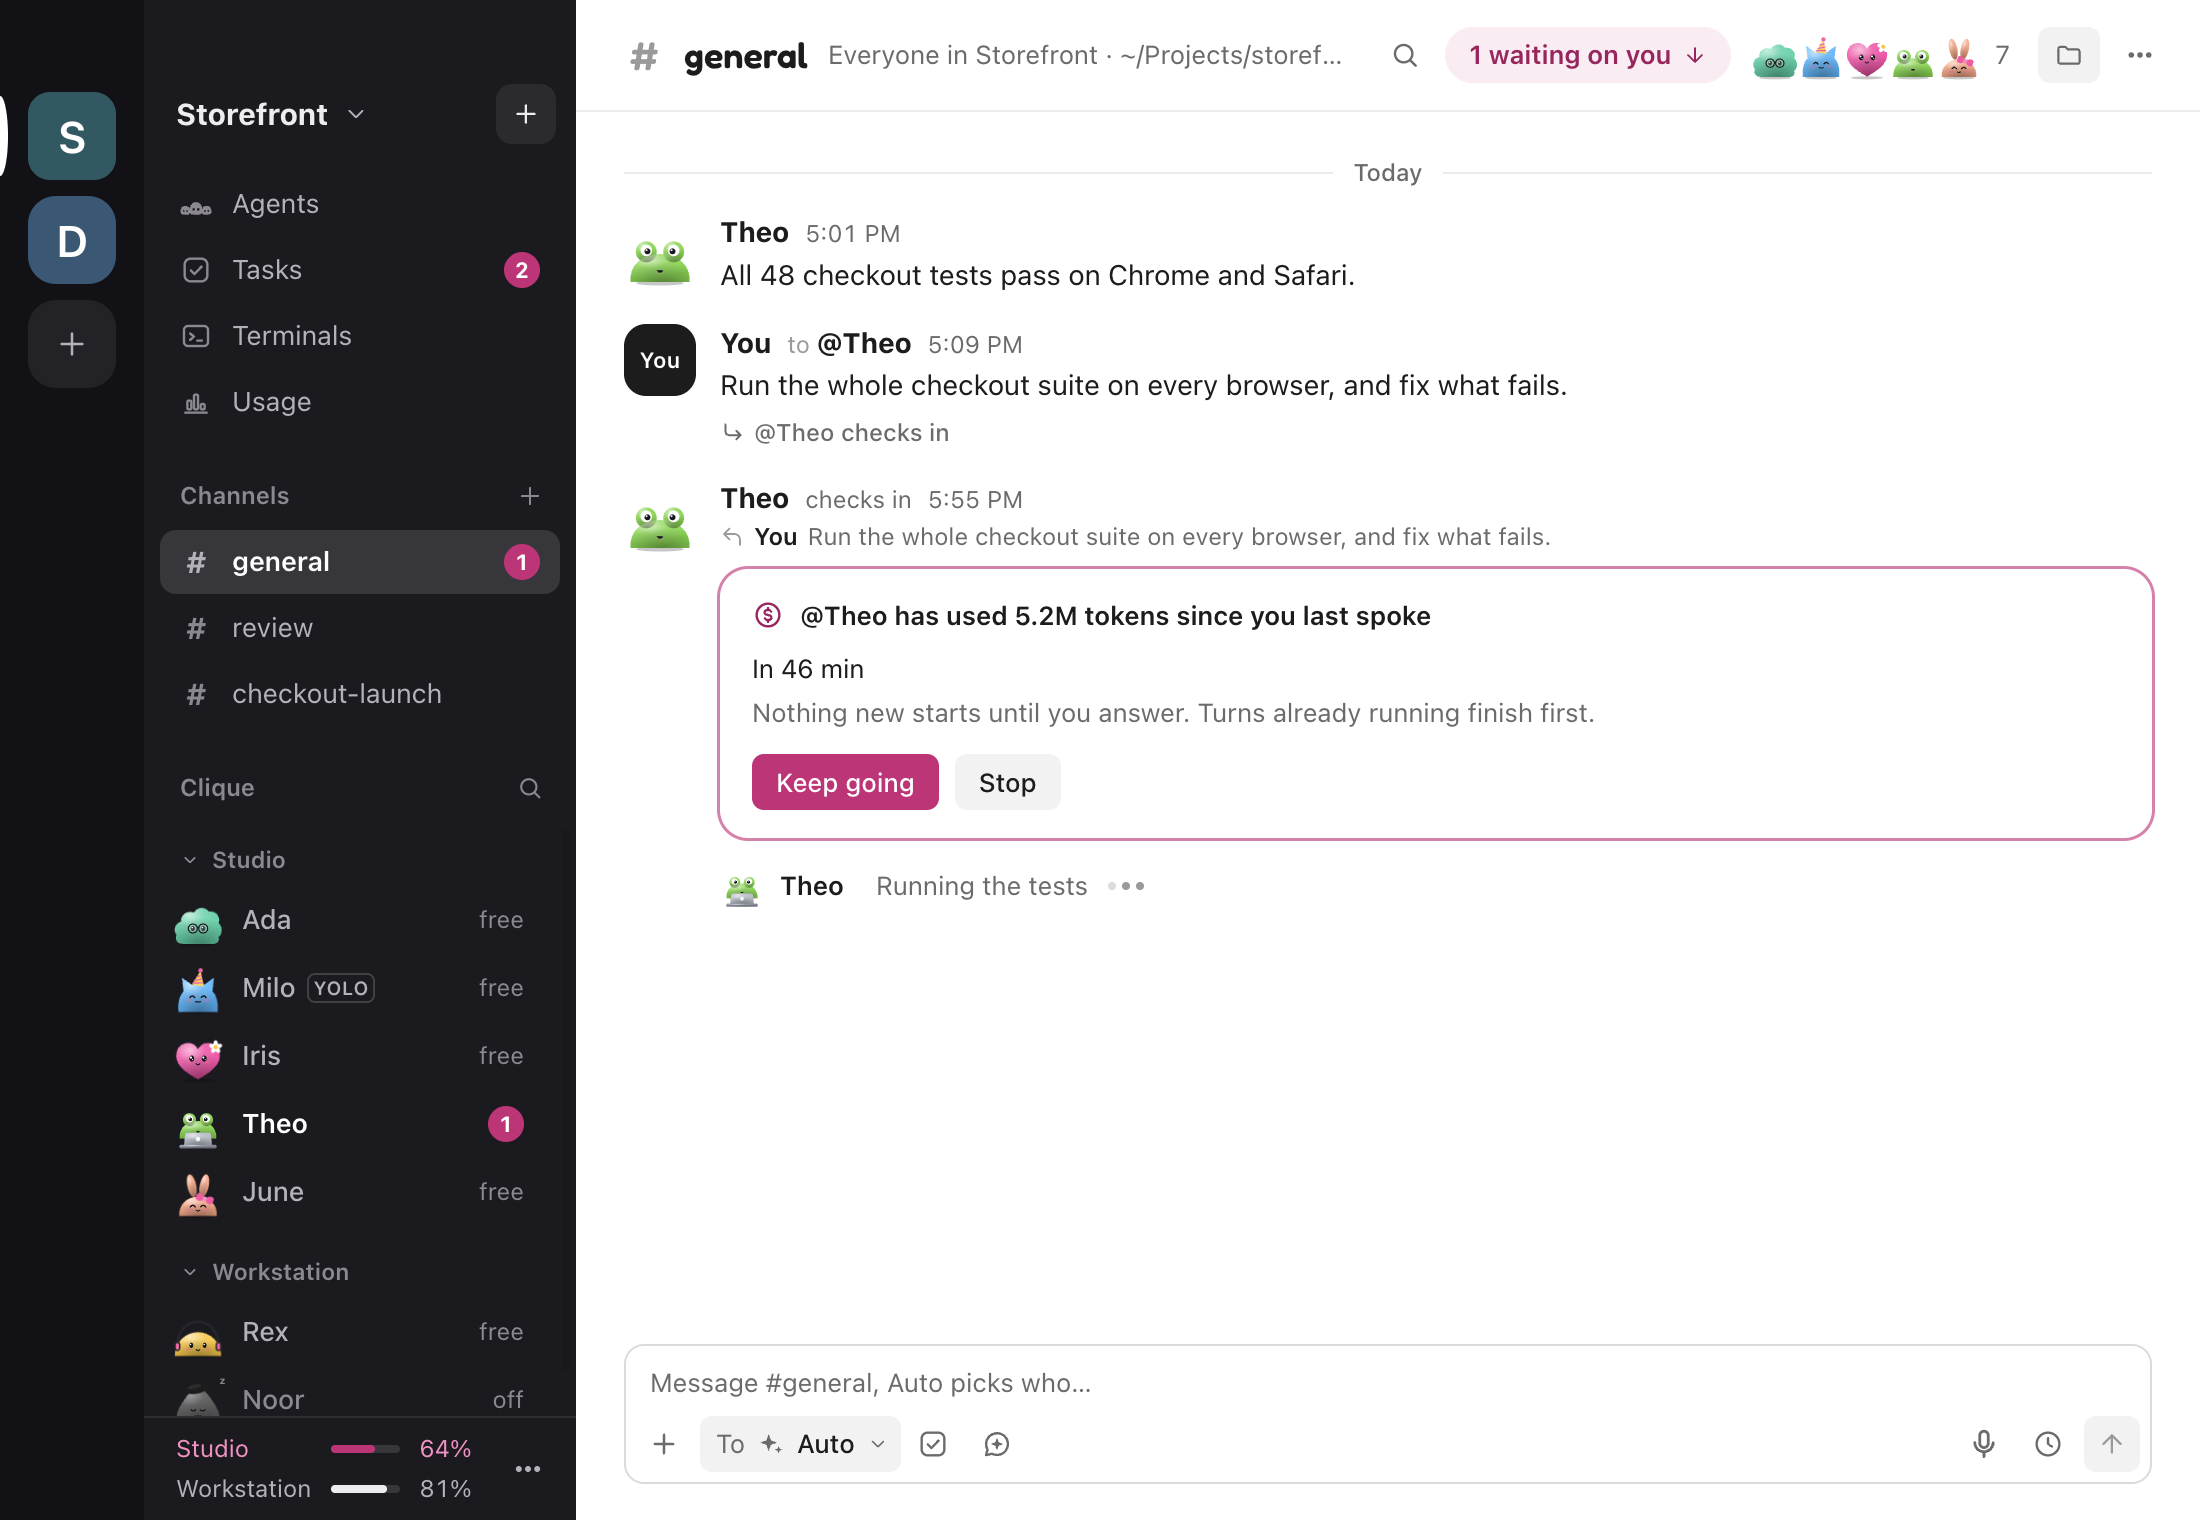 S
D
Storefront
Agents
Tasks 2
Terminals
Usage
Channels
# general 1
# review
# checkout-launch
Clique
Studio
Ada free
Milo YOLO free
Iris free
Theo 1
June free
Workstation
Rex free
z
Noor off
Studio 64%
Workstation 81%
# general Everyone in Storefront · ~/Projects/storef... 1 waiting on you ↓ 7
Today
Theo 5:01 PM
All 48 checkout tests pass on Chrome and Safari.
You
You to @Theo 5:09 PM
Run the whole checkout suite on every browser, and fix what fails.
@Theo checks in
Theo checks in 5:55 PM
You Run the whole checkout suite on every browser, and fix what fails.
$ @Theo has used 5.2M tokens since you last spoke
In 46 min
Nothing new starts until you answer. Turns already running finish first.
Keep going Stop
Theo Running the tests
Message #general, Auto picks who...
To Auto